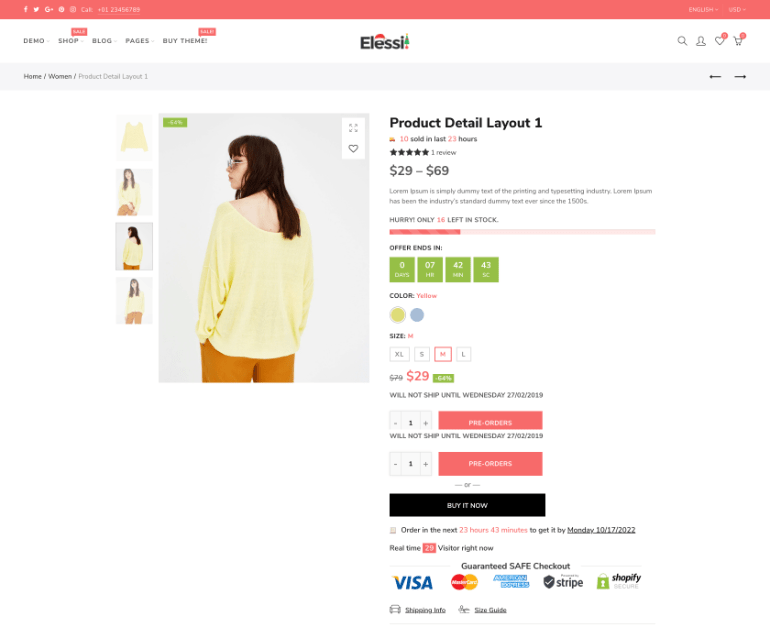 Call: +91 23456789
ENGLISH
USD
SALE
SALE!
DEMO
SHOP
BLOG
PAGES
BUY THEME!
Elessi
0
0
Home / Women / Product Detail Layout 1
-64%
Product Detail Layout 1
10 sold in last 23 hours
1 review
$29 – $69
Lorem Ipsum is simply dummy text of the printing and typesetting industry. Lorem Ipsum
has been the industry's standard dummy text ever since the 1500s.
HURRY! ONLY 16 LEFT IN STOCK.
OFFER ENDS IN:
0 07 42 43
DAYS HR MIN SC
COLOR: Yellow
SIZE: M
XL S M L
$79 $29 -64%
WILL NOT SHIP UNTIL WEDNESDAY 27/02/2019
- 1 + PRE-ORDERS
WILL NOT SHIP UNTIL WEDNESDAY 27/02/2019
- 1 + PRE-ORDERS
— or —
BUY IT NOW
Order in the next 23 hours 43 minutes to get it by Monday 10/17/2022
Real time 29 Visitor right now
Guaranteed SAFE Checkout
VISA
MasterCard
AMERICAN EXPRESS
Powered by
stripe
shopify
SECURE
Shipping Info
Size Guide